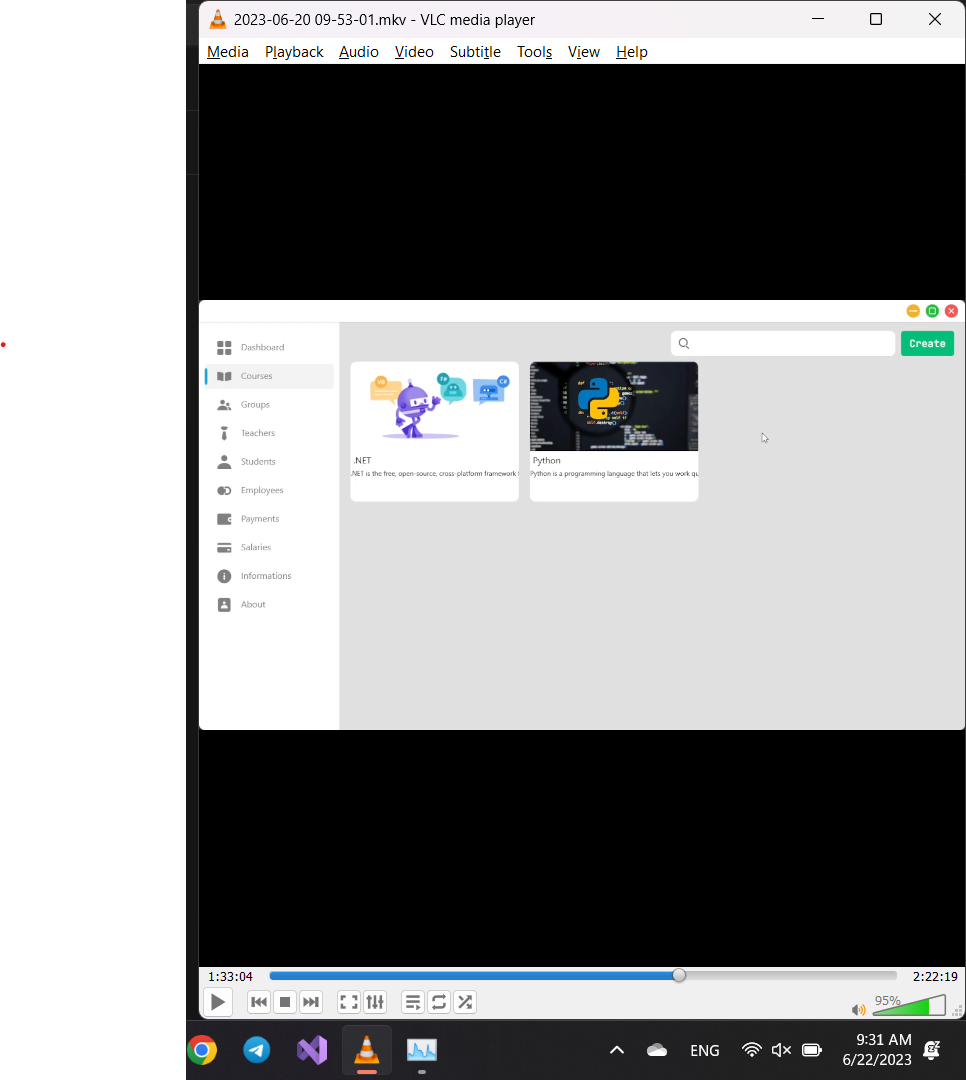 2023-06-20 09-53-01.mkv - VLC media player
Media Playback Audio Video Subtitle Tools View Help
Create
Dashboard
Courses
Groups
Teachers
Students
Employees
Payments
Salaries
Informations
About
.NET
.NET is the free, open-source, cross-platform framework
Python
Python is a programming language that lets you work qu
1:33:04
2:22:19
95%
ENG
9:31 AM
6/22/2023